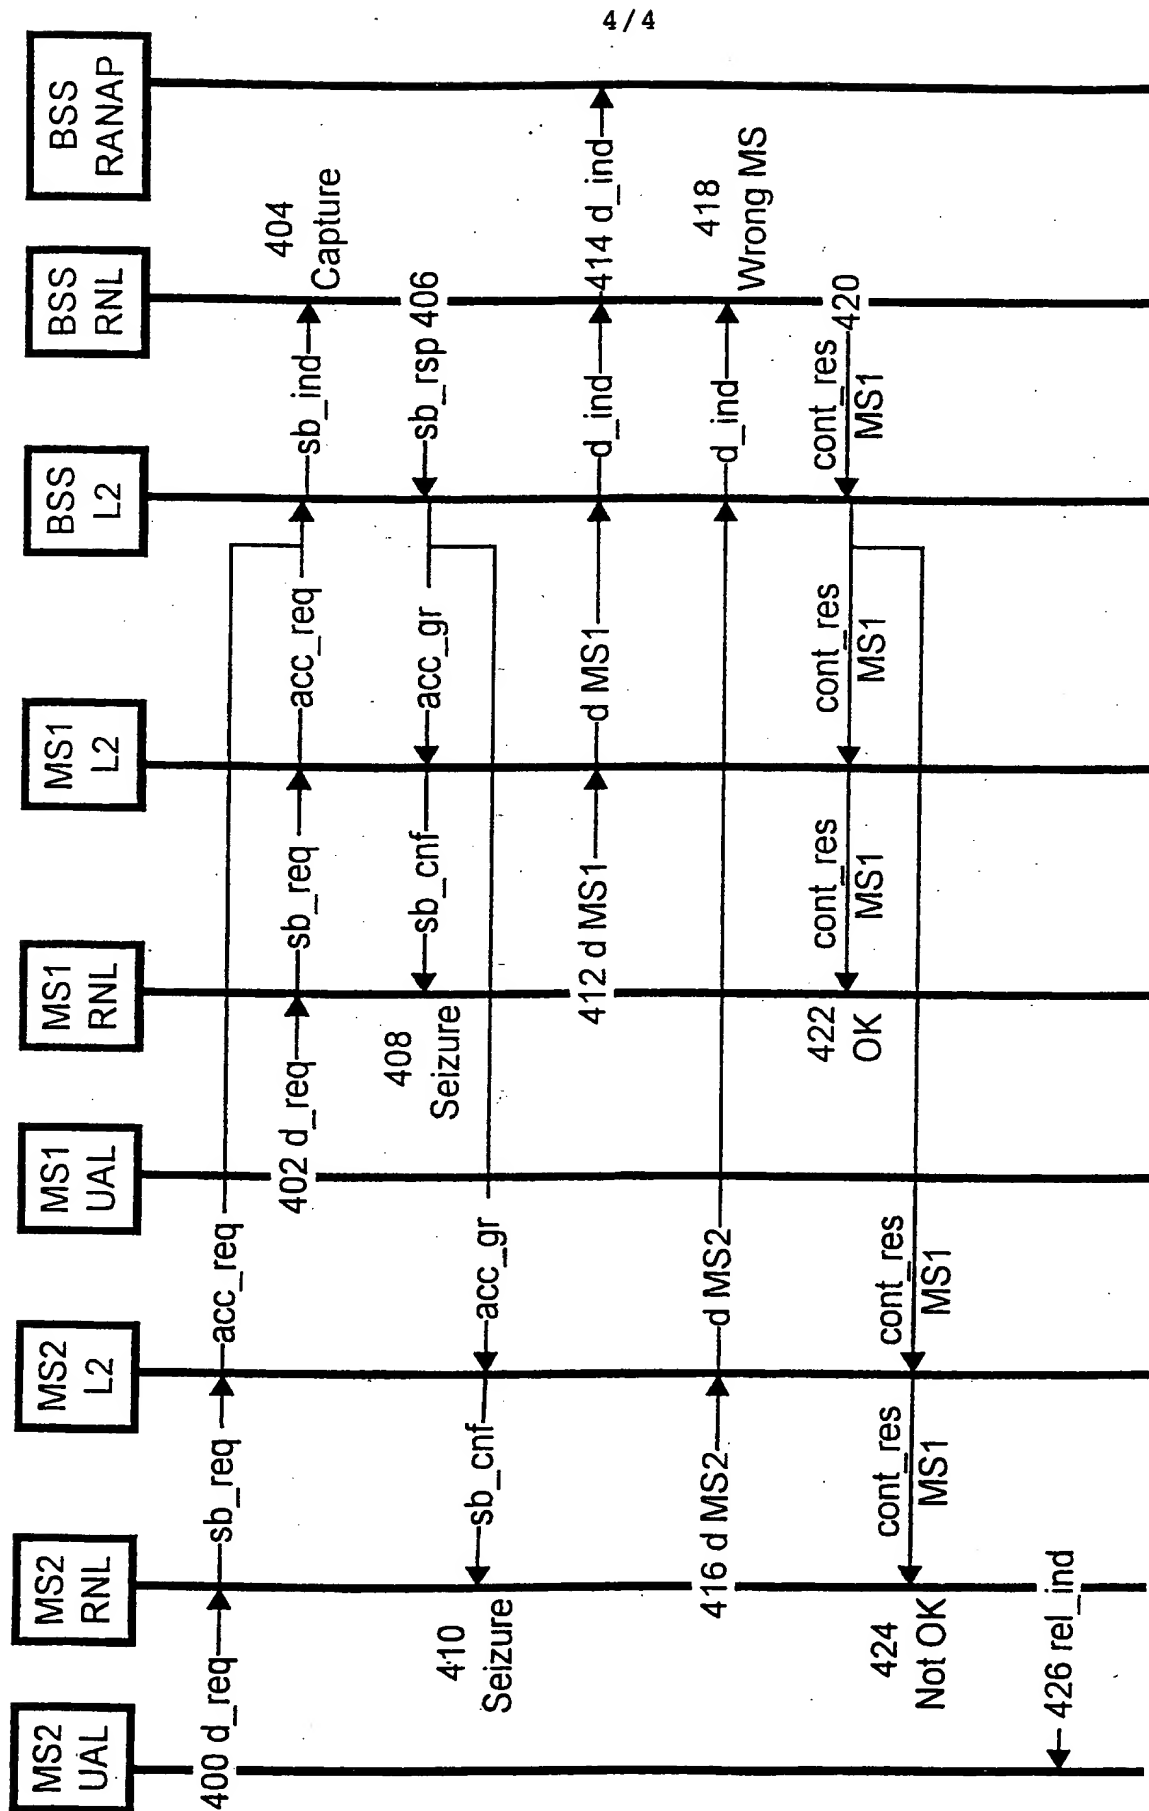 4/4
MS2
UAL
MS2
RNL
MS2
L2
MS1
UAL
MS1
RNL
MS1
L2
BSS
L2
BSS
RNL
BSS
RANAP
400 d_req
sb_req
acc_req
402 d_req
sb_req
acc_req
sb_ind
404
Capture
408
Seizure
sb_cnf
acc_gr
sb_rsp 406
410
Seizure
sb_cnf
acc_gr
412 d MS1
d MS1
d_ind
414 d_ind
416 d MS2
d MS2
d_ind
418
Wrong MS
422
OK
cont_res
MS1
cont_res
MS1
cont_res
MS1
420
424
Not OK
cont_res
MS1
cont_res
MS1
426 rel_ind